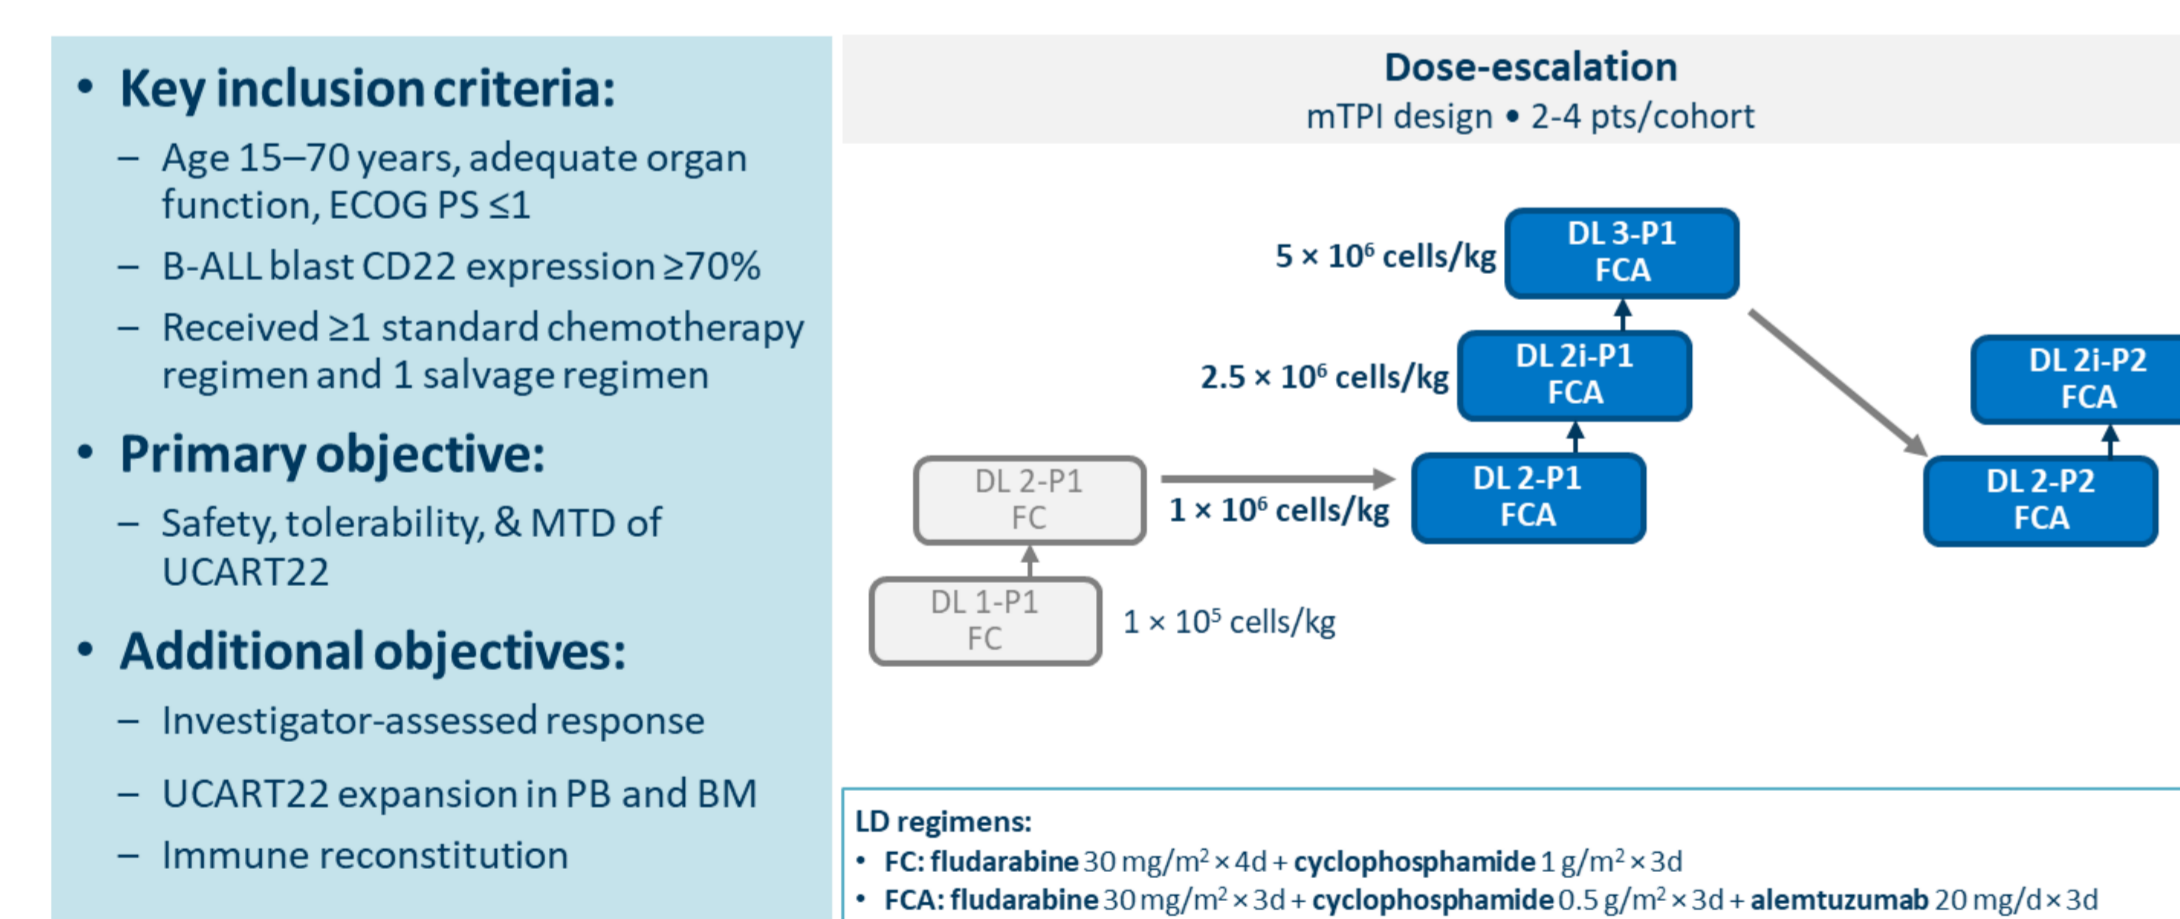 • Key inclusion criteria:
– Age 15–70 years, adequate organ
function, ECOG PS ≤1
– B-ALL blast CD22 expression ≥70%
– Received ≥1 standard chemotherapy
regimen and 1 salvage regimen
• Primary objective:
– Safety, tolerability, & MTD of
UCART22
• Additional objectives:
– Investigator-assessed response
– UCART22 expansion in PB and BM
– Immune reconstitution
Dose-escalation
mTPI design • 2-4 pts/cohort
5 × 10⁶ cells/kg
DL 3-P1
FCA
2.5 × 10⁶ cells/kg
DL 2i-P1
FCA
DL 2i-P2
FCA
DL 2-P1
FC
1 × 10⁶ cells/kg
DL 2-P1
FCA
DL 2-P2
FCA
DL 1-P1
FC
1 × 10⁵ cells/kg
LD regimens:
• FC: fludarabine 30 mg/m² × 4d + cyclophosphamide 1 g/m² × 3d
• FCA: fludarabine 30 mg/m² × 3d + cyclophosphamide 0.5 g/m² × 3d + alemtuzumab 20 mg/d × 3d